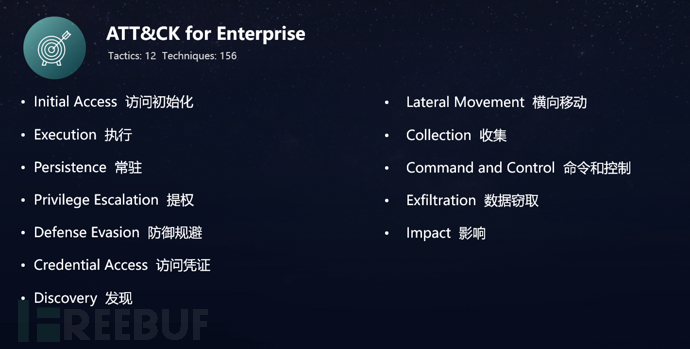 ATT&CK for Enterprise
Tactics: 12 Techniques: 156
• Initial Access 访问初始化
• Execution 执行
• Persistence 常驻
• Privilege Escalation 提权
• Defense Evasion 防御规避
• Credential Access 访问凭证
• Discovery 发现
• Lateral Movement 横向移动
• Collection 收集
• Command and Control 命令和控制
• Exfiltration 数据窃取
• Impact 影响
FREEBUF